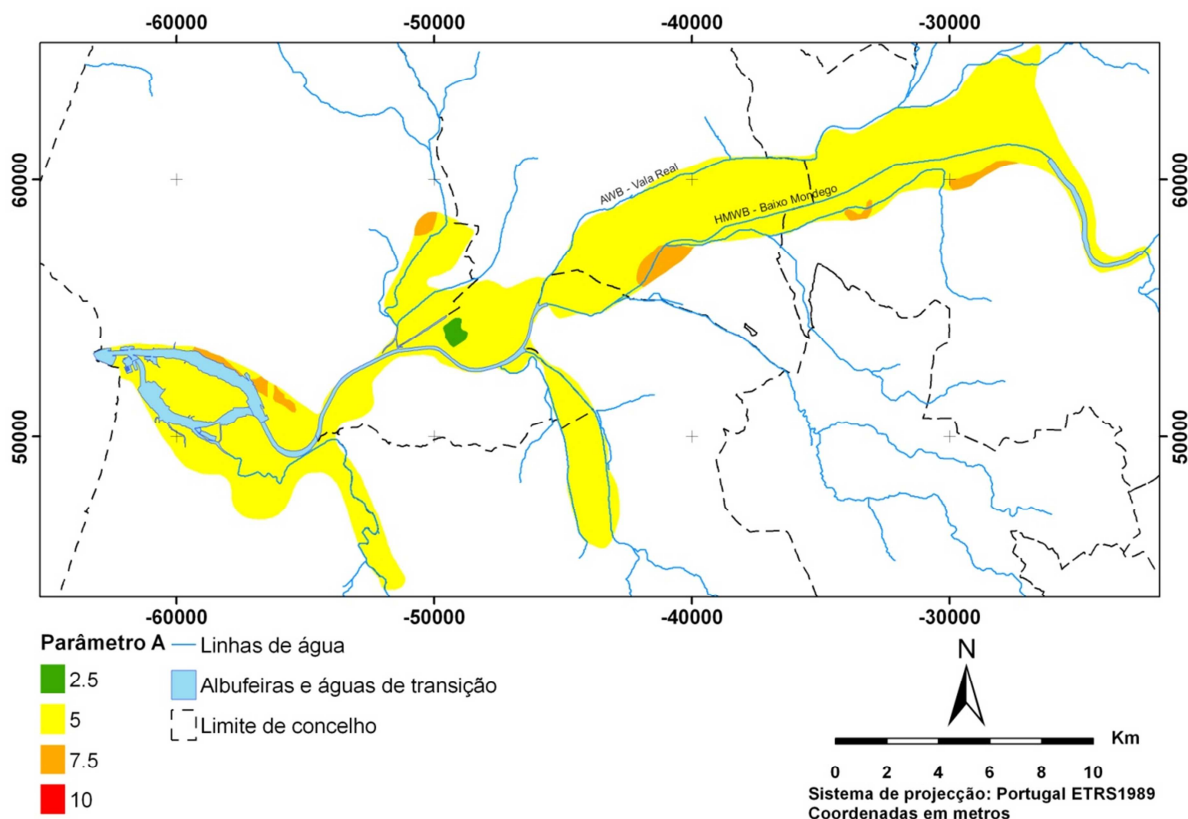 -60000 -50000 -40000 -30000
60000 60000
AWB - Vala Real
HMWB - Baixo Mondego
50000 50000
-60000 -50000 -40000 -30000
Parâmetro A
2.5
5
7.5
10
Linhas de água
Albufeiras e águas de transição
Limite de concelho
N
Km
0 2 4 6 8 10
Sistema de projecção: Portugal ETRS1989
Coordenadas em metros